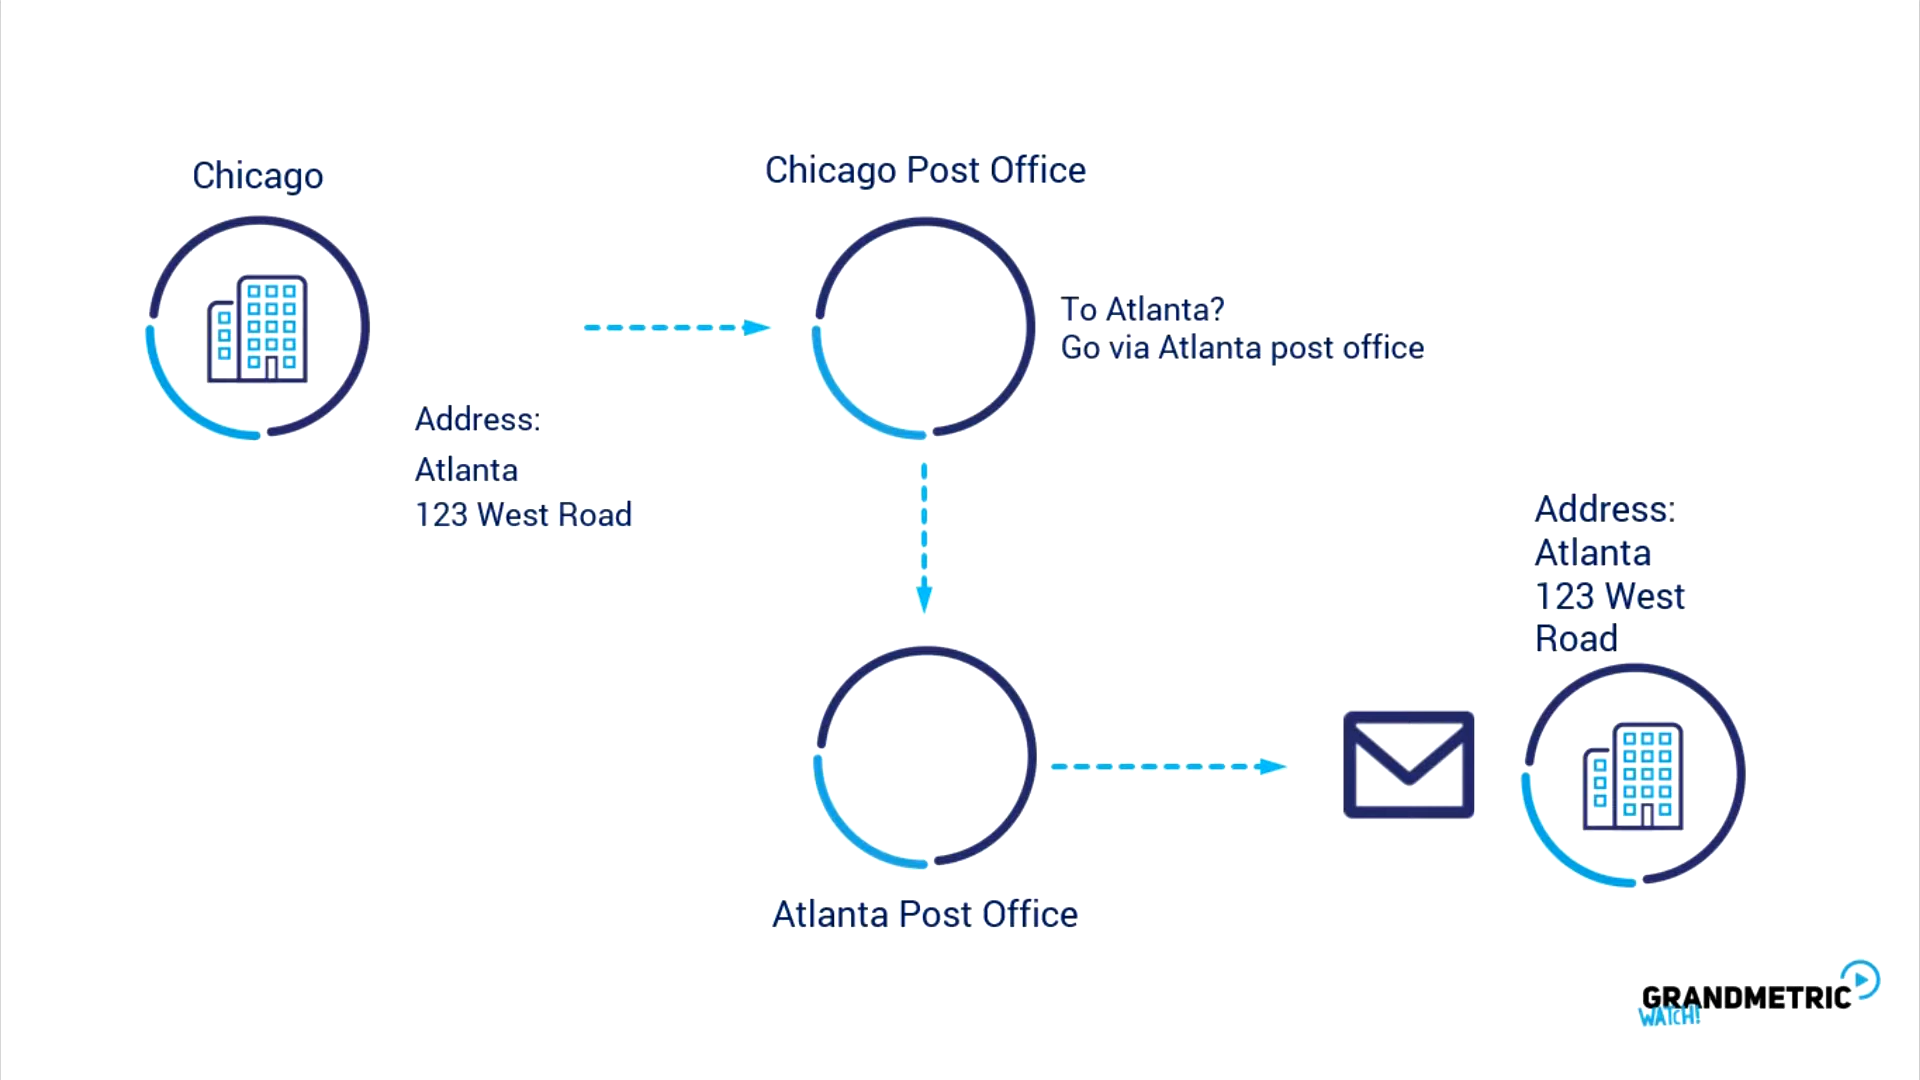 Chicago
Chicago Post Office
To Atlanta?
Go via Atlanta post office
Address:
Atlanta
123 West Road
Address:
Atlanta
123 West
Road
Atlanta Post Office
GRANDMETRIC
WATCH!